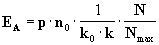 E_A = p · n_0 · 1/(k_0 · k) · N/N_max